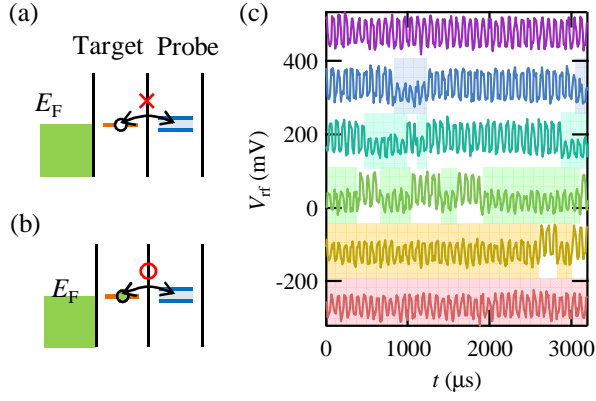 (a)
Target Probe
E_F
(b)
E_F
(c)
V_rf (mV)
400
200
0
-200
0 1000 2000 3000
t (µs)